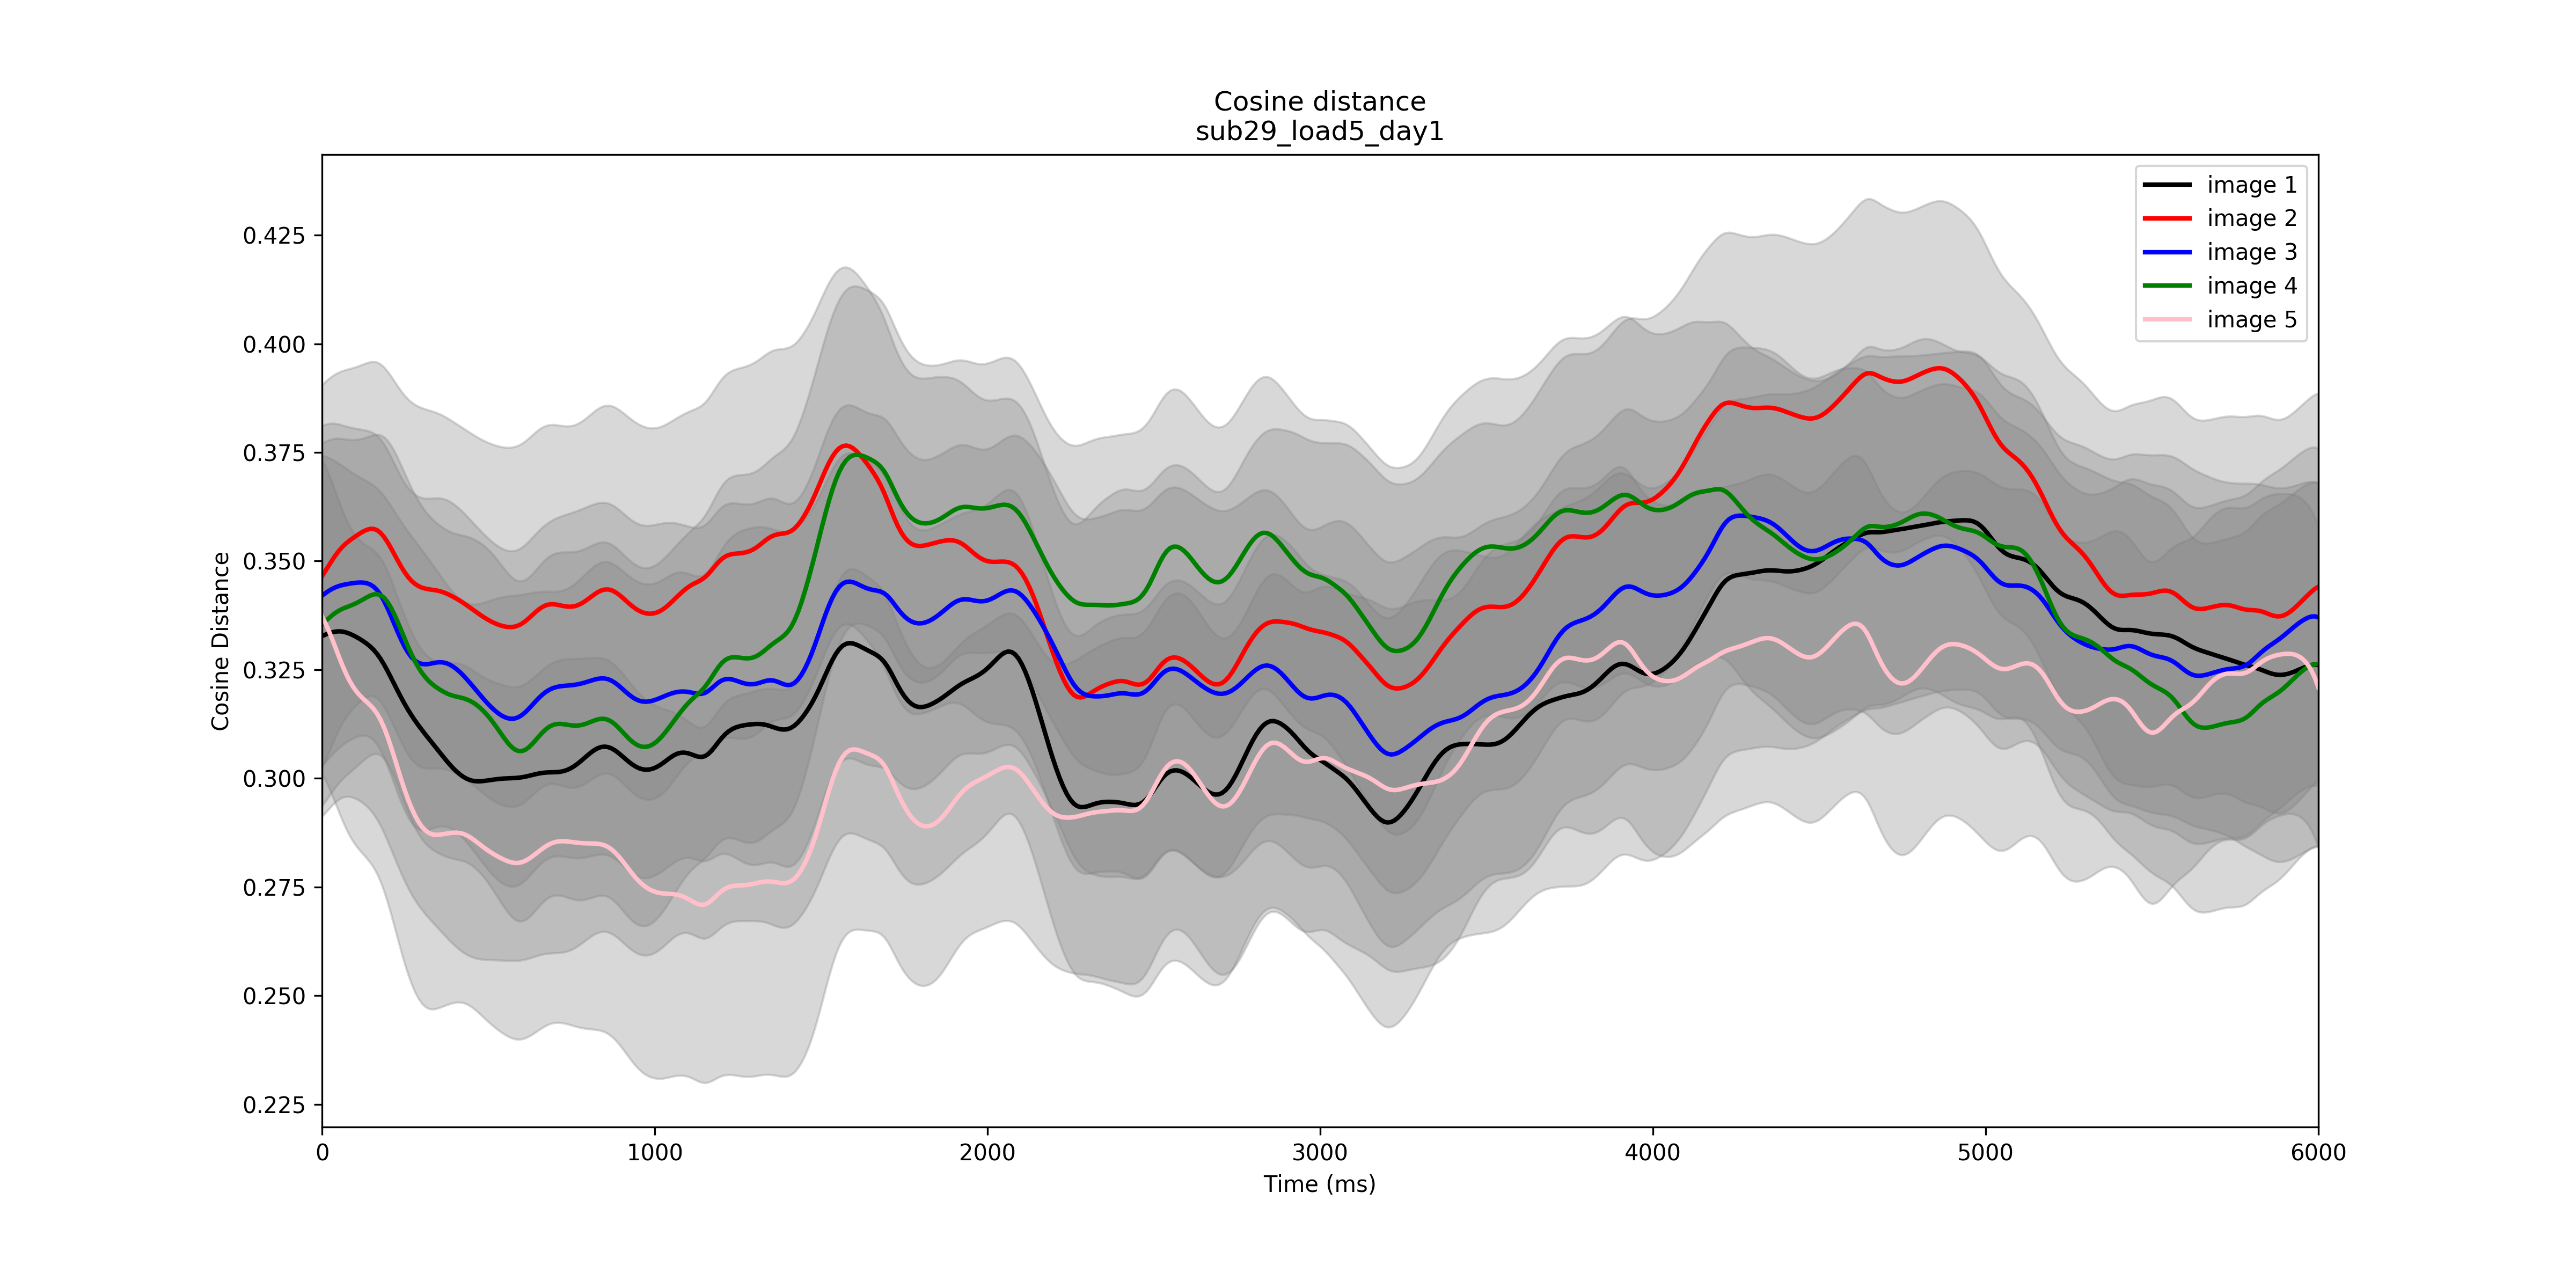 Cosine distance
sub29_load5_day1
image 1
image 2
image 3
image 4
image 5
Cosine Distance
0.425
0.400
0.375
0.350
0.325
0.300
0.275
0.250
0.225
0 1000 2000 3000 4000 5000 6000
Time (ms)